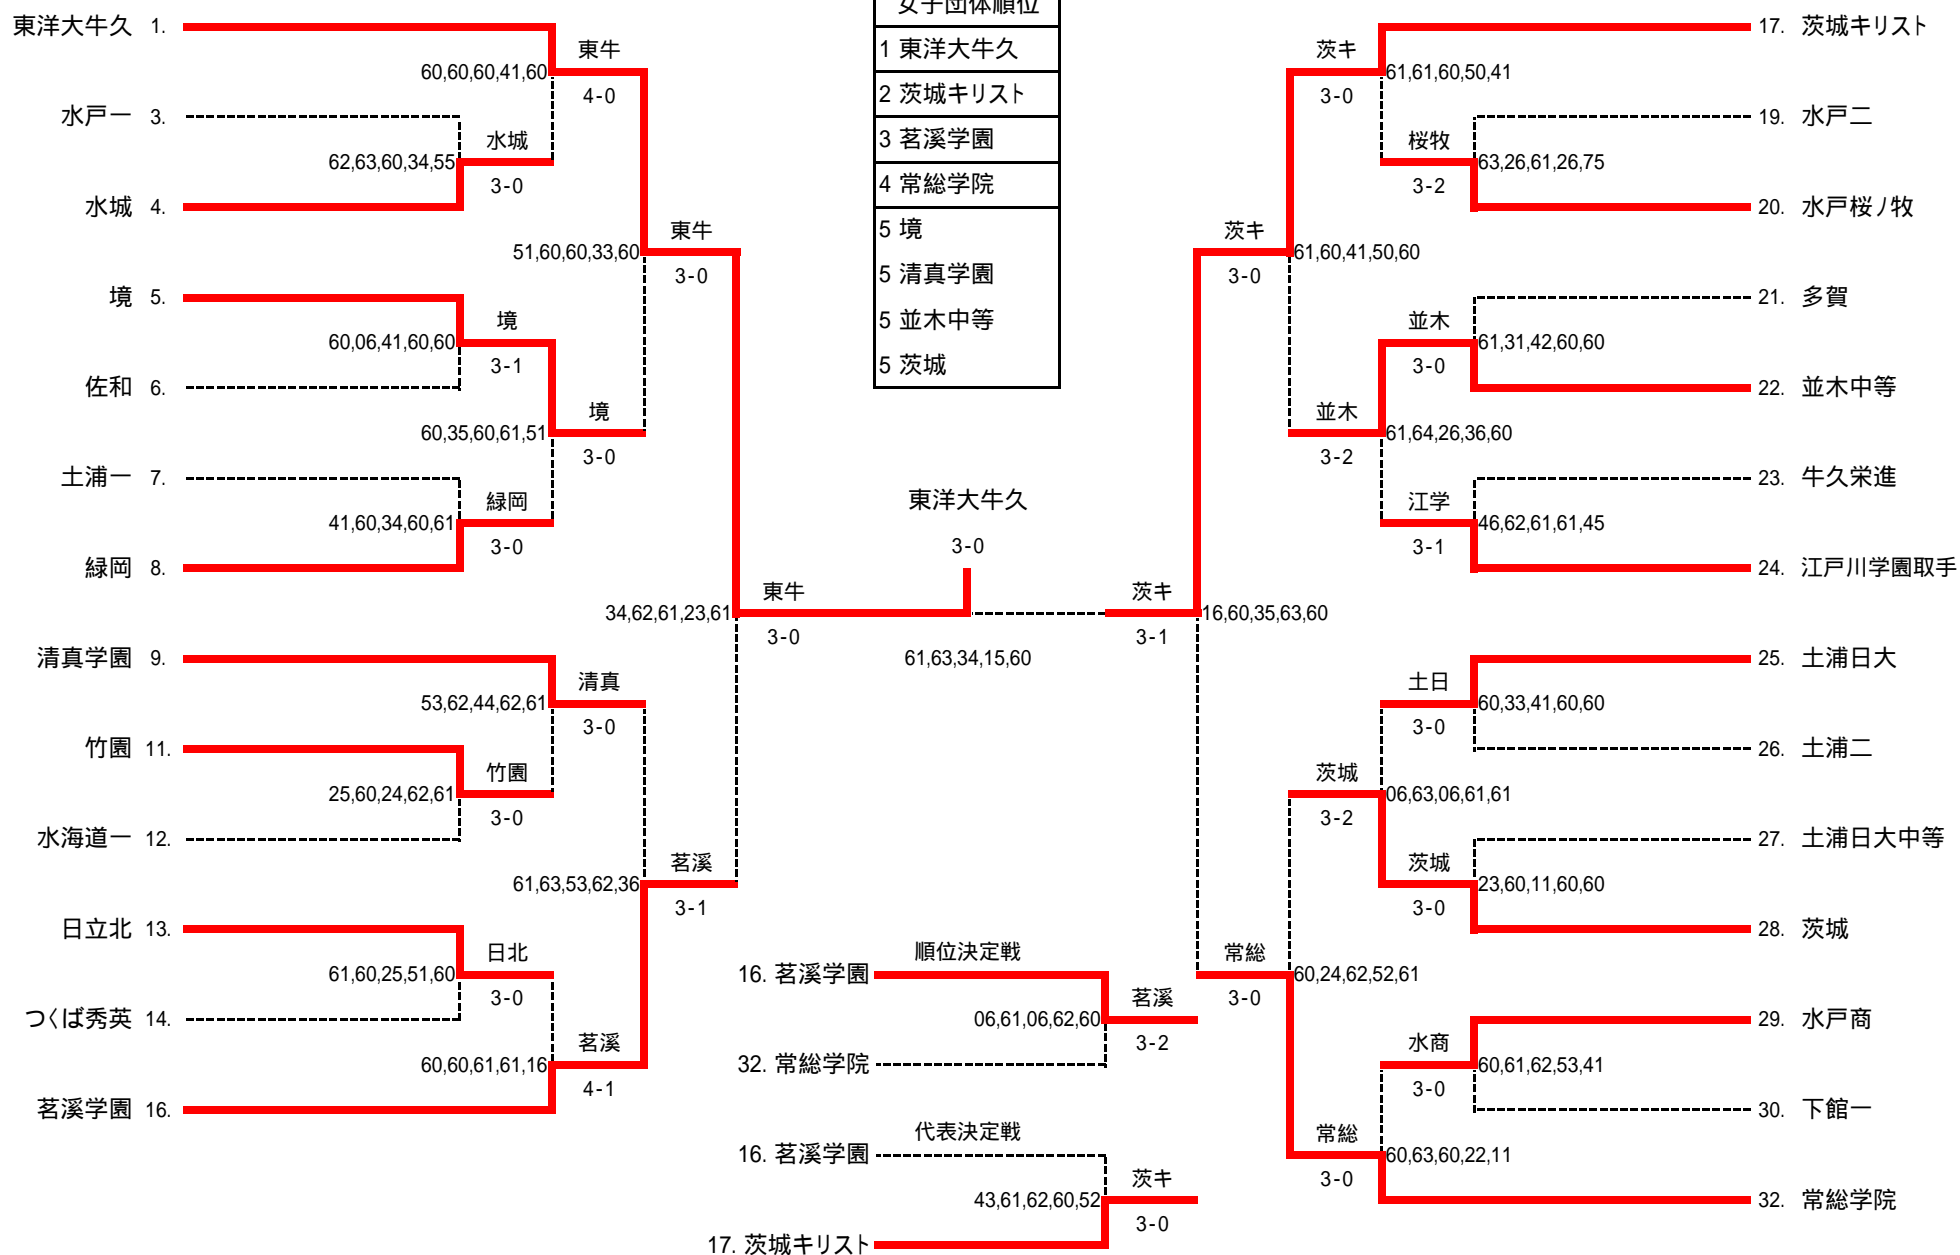 女子団体順位
1 東洋大牛久
2 茨城キリスト
3 茗溪学園
4 常総学院
5 境
5 清真学園
5 並木中等
5 茨城
東洋大牛久 1.
東牛
60,60,60,41,60
4-0
水戸一 3.
水城
62,63,60,34,55
3-0
水城 4.
東牛
51,60,60,33,60
3-0
境 5.
境
60,06,41,60,60
3-1
佐和 6.
境
60,35,60,61,51
3-0
土浦一 7.
緑岡
41,60,34,60,61
3-0
緑岡 8.
東牛
34,62,61,23,61
3-0
清真学園 9.
清真
53,62,44,62,61
3-0
竹園 11.
竹園
25,60,24,62,61
3-0
水海道一 12.
茗溪
61,63,53,62,36
3-1
日立北 13.
日北
61,60,25,51,60
3-0
つくば秀英 14.
茗溪
60,60,61,61,16
4-1
茗溪学園 16.
東洋大牛久
3-0
61,63,34,15,60
17. 茨城キリスト
茨キ
61,61,60,50,41
3-0
19. 水戸二
桜牧
63,26,61,26,75
3-2
20. 水戸桜ノ牧
茨キ
61,60,41,50,60
3-0
21. 多賀
並木
61,31,42,60,60
3-0
22. 並木中等
並木
61,64,26,36,60
3-2
23. 牛久栄進
江学
46,62,61,61,45
3-1
24. 江戸川学園取手
茨キ
16,60,35,63,60
3-1
25. 土浦日大
土日
60,33,41,60,60
3-0
26. 土浦二
茨城
06,63,06,61,61
3-2
27. 土浦日大中等
茨城
23,60,11,60,60
3-0
28. 茨城
常総
60,24,62,52,61
3-0
29. 水戸商
水商
60,61,62,53,41
3-0
30. 下館一
常総
60,63,60,22,11
3-0
32. 常総学院
順位決定戦
16. 茗溪学園
茗溪
06,61,06,62,60
3-2
32. 常総学院
代表決定戦
16. 茗溪学園
茨キ
43,61,62,60,52
3-0
17. 茨城キリスト